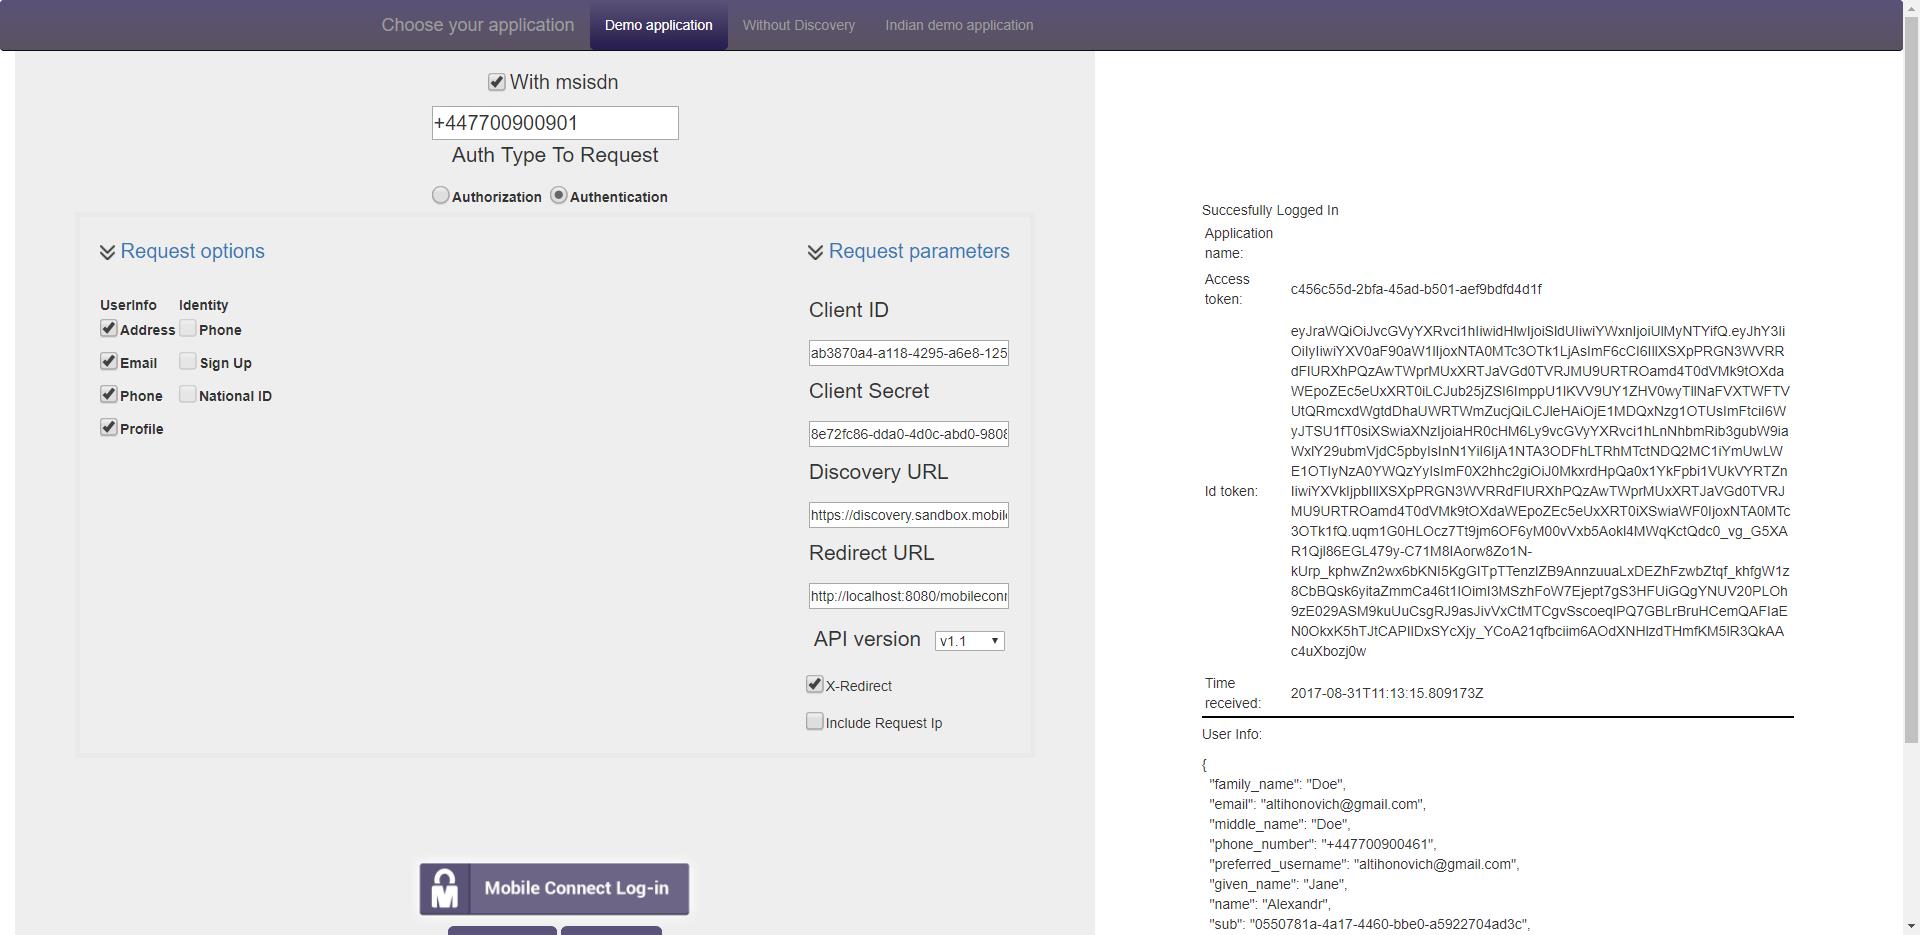 Choose your application Demo application Without Discovery Indian demo application
With msisdn
+447700900901
Auth Type To Request
Authorization Authentication
Request options
UserInfo Identity
Address Phone
Email Sign Up
Phone National ID
Profile
Request parameters
Client ID
ab3870a4-a118-4295-a6e8-125
Client Secret
8e72fc86-dda0-4d0c-abd0-9808
Discovery URL
https://discovery.sandbox.mobile
Redirect URL
http://localhost:8080/mobileconn
API version v1.1
X-Redirect
Include Request Ip
Mobile Connect Log-in
Succesfully Logged In
Application
name:
Access
token:
c456c55d-2bfa-45ad-b501-aef9bdfd4d1f
Id token:
Time
received:
2017-08-31T11:13:15.809173Z
User Info:
{
"family_name": "Doe",
"email": "altihonovich@gmail.com",
"middle_name": "Doe",
"phone_number": "+447700900461",
"preferred_username": "altihonovich@gmail.com",
"given_name": "Jane",
"name": "Alexandr",
"sub": "0550781a-4a17-4460-bbe0-a5922704ad3c",